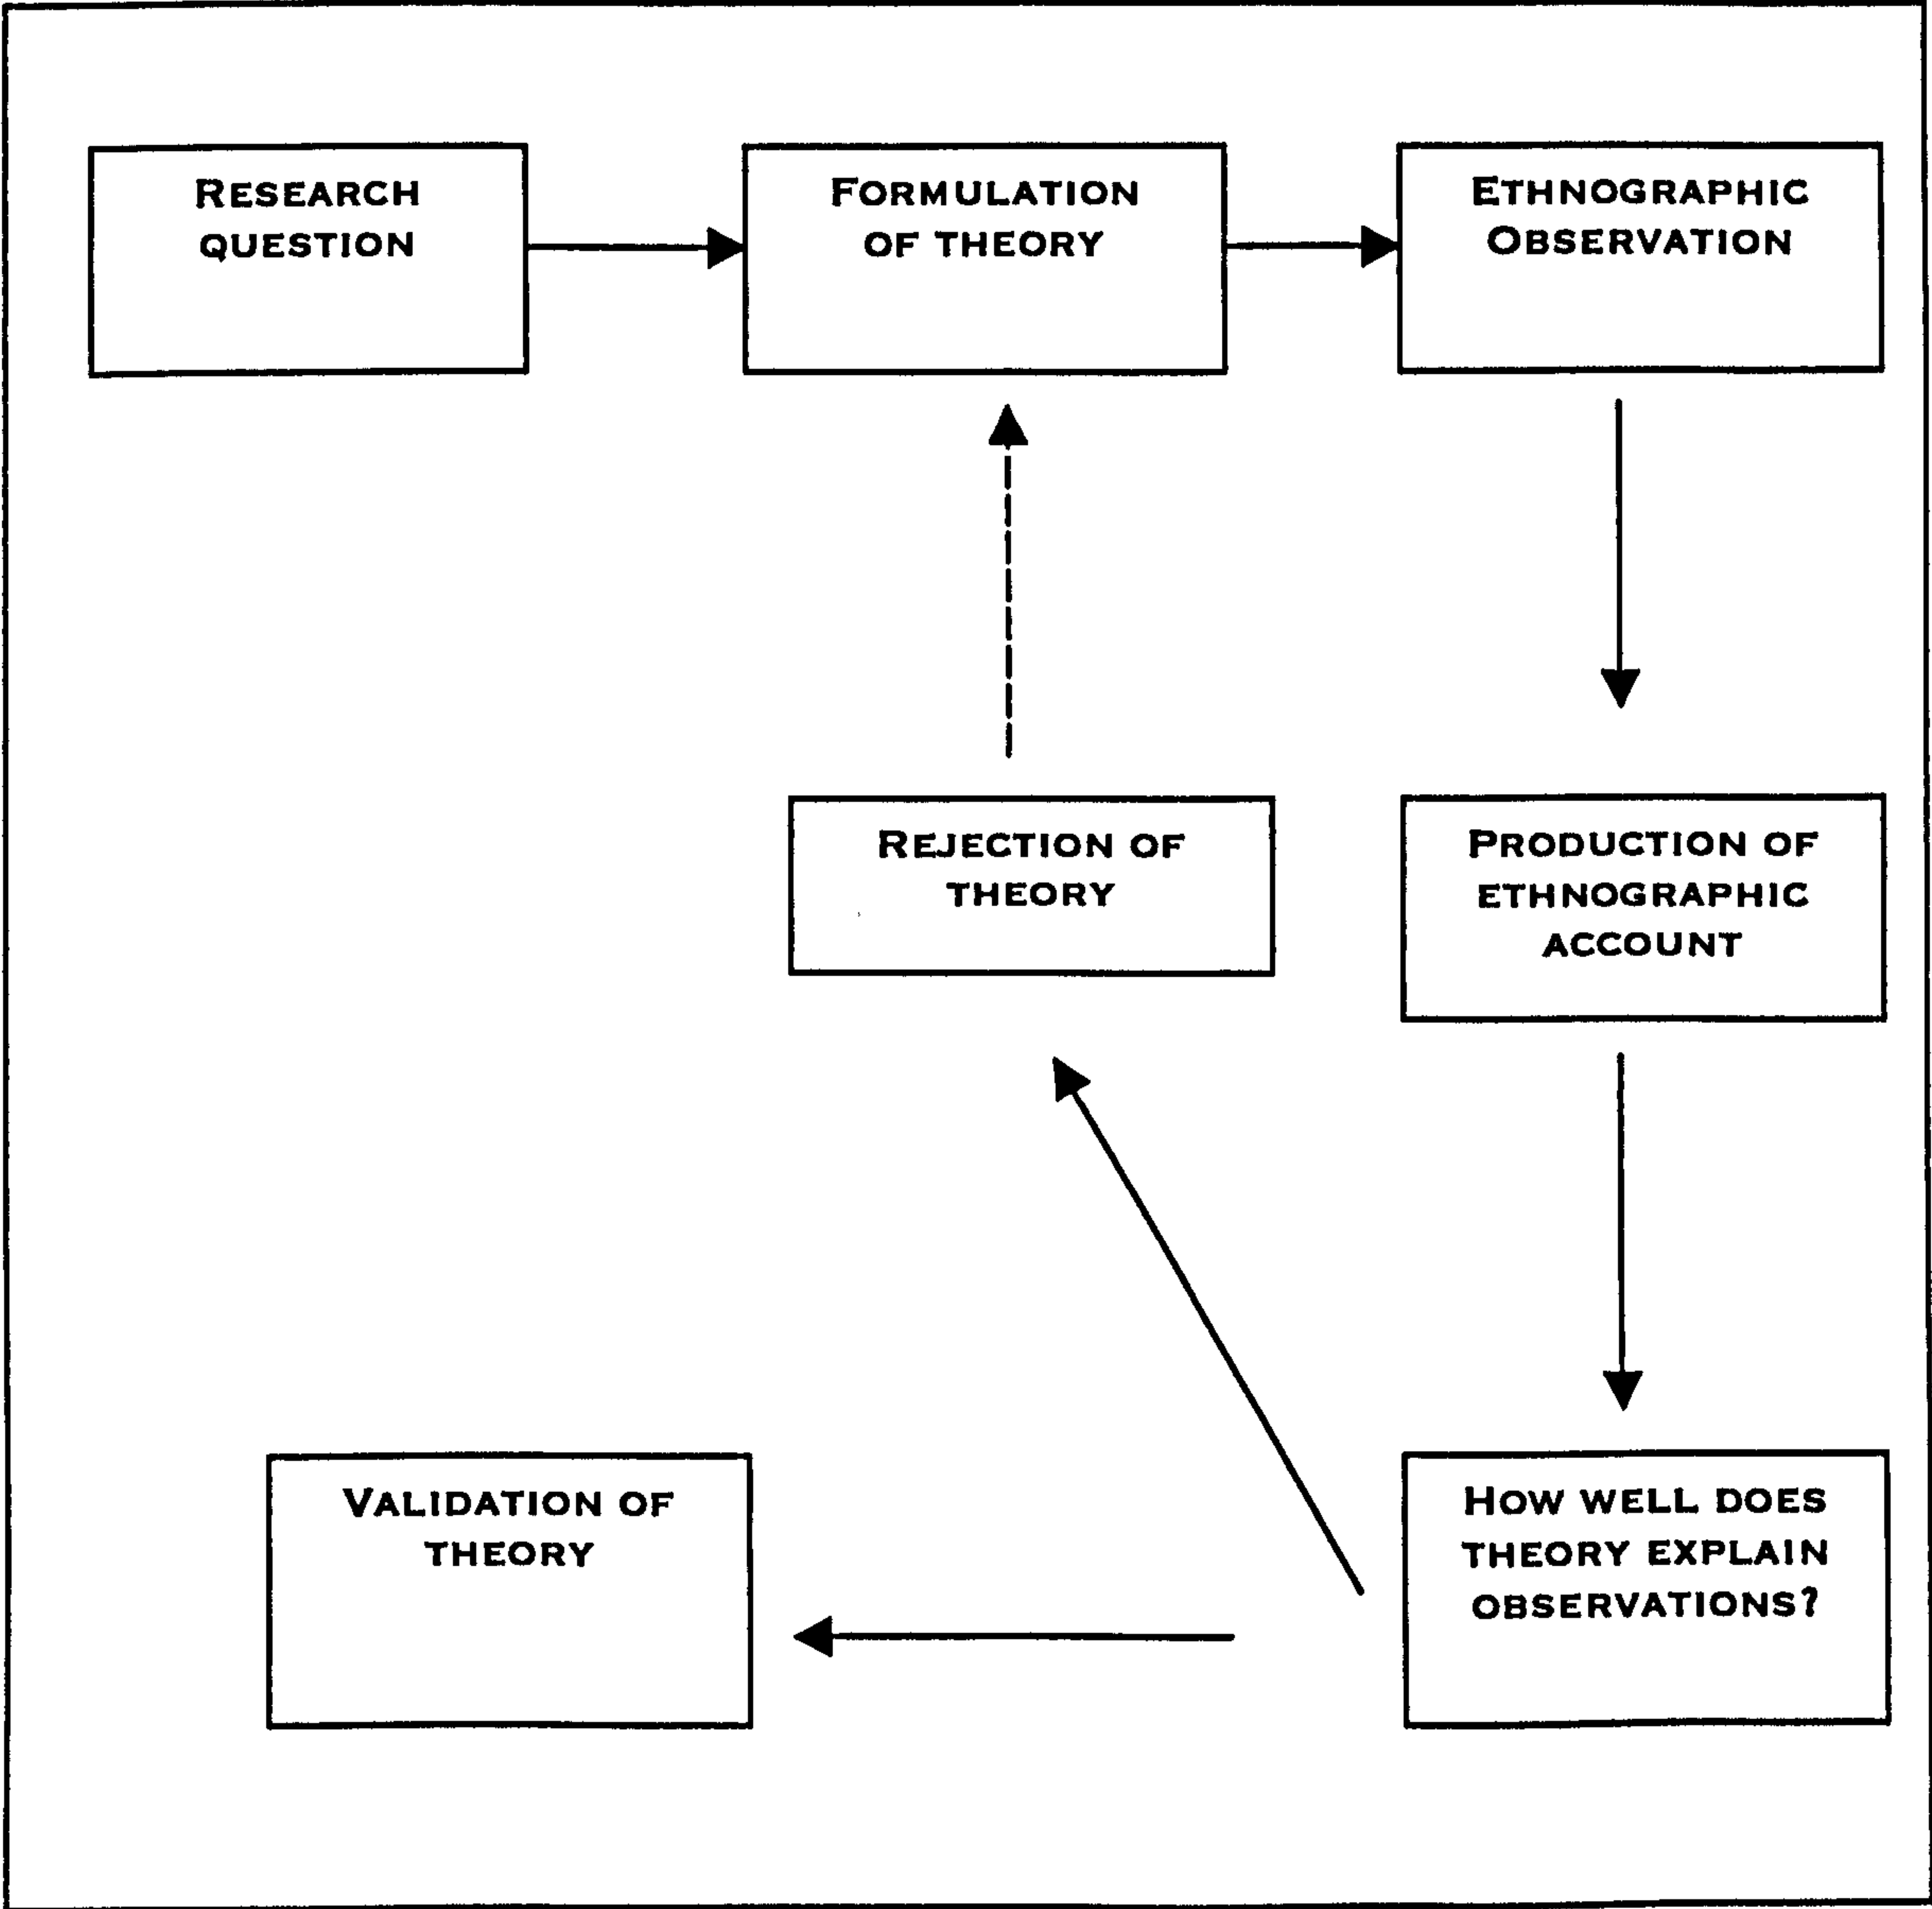 RESEARCH
QUESTION
FORMULATION
OF THEORY
ETHNOGRAPHIC
OBSERVATION
REJECTION OF
THEORY
PRODUCTION OF
ETHNOGRAPHIC
ACCOUNT
VALIDATION OF
THEORY
HOW WELL DOES
THEORY EXPLAIN
OBSERVATIONS?